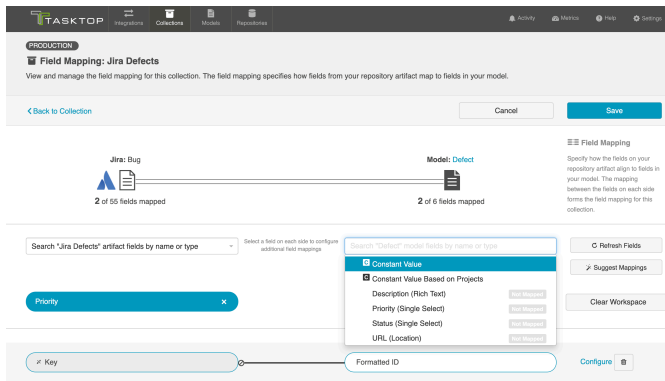 TASKTOP
Integrations
Collections
Models
Repositories
Activity
Metrics
Help
Settings
PRODUCTION
Field Mapping: Jira Defects
View and manage the field mapping for this collection. The field mapping specifies how fields from your repository artifact map to fields in your model.
Back to Collection
Cancel
Save
Jira: Bug
Model: Defect
2 of 55 fields mapped
2 of 6 fields mapped
Field Mapping
Specify how the fields on your
repository artifact align to fields in
your model. The mapping
between the fields on each side
forms the field mapping for this
collection.
Search "Jira Defects" artifact fields by name or type
Select a field on each side to configure
additional field mappings
Search "Defect" model fields by name or type
Refresh Fields
Suggest Mappings
Clear Workspace
C Constant Value
C Constant Value Based on Projects
Description (Rich Text) Not Mapped
Priority (Single Select) Not Mapped
Status (Single Select) Not Mapped
URL (Location) Not Mapped
Priority
Key
Formatted ID
Configure